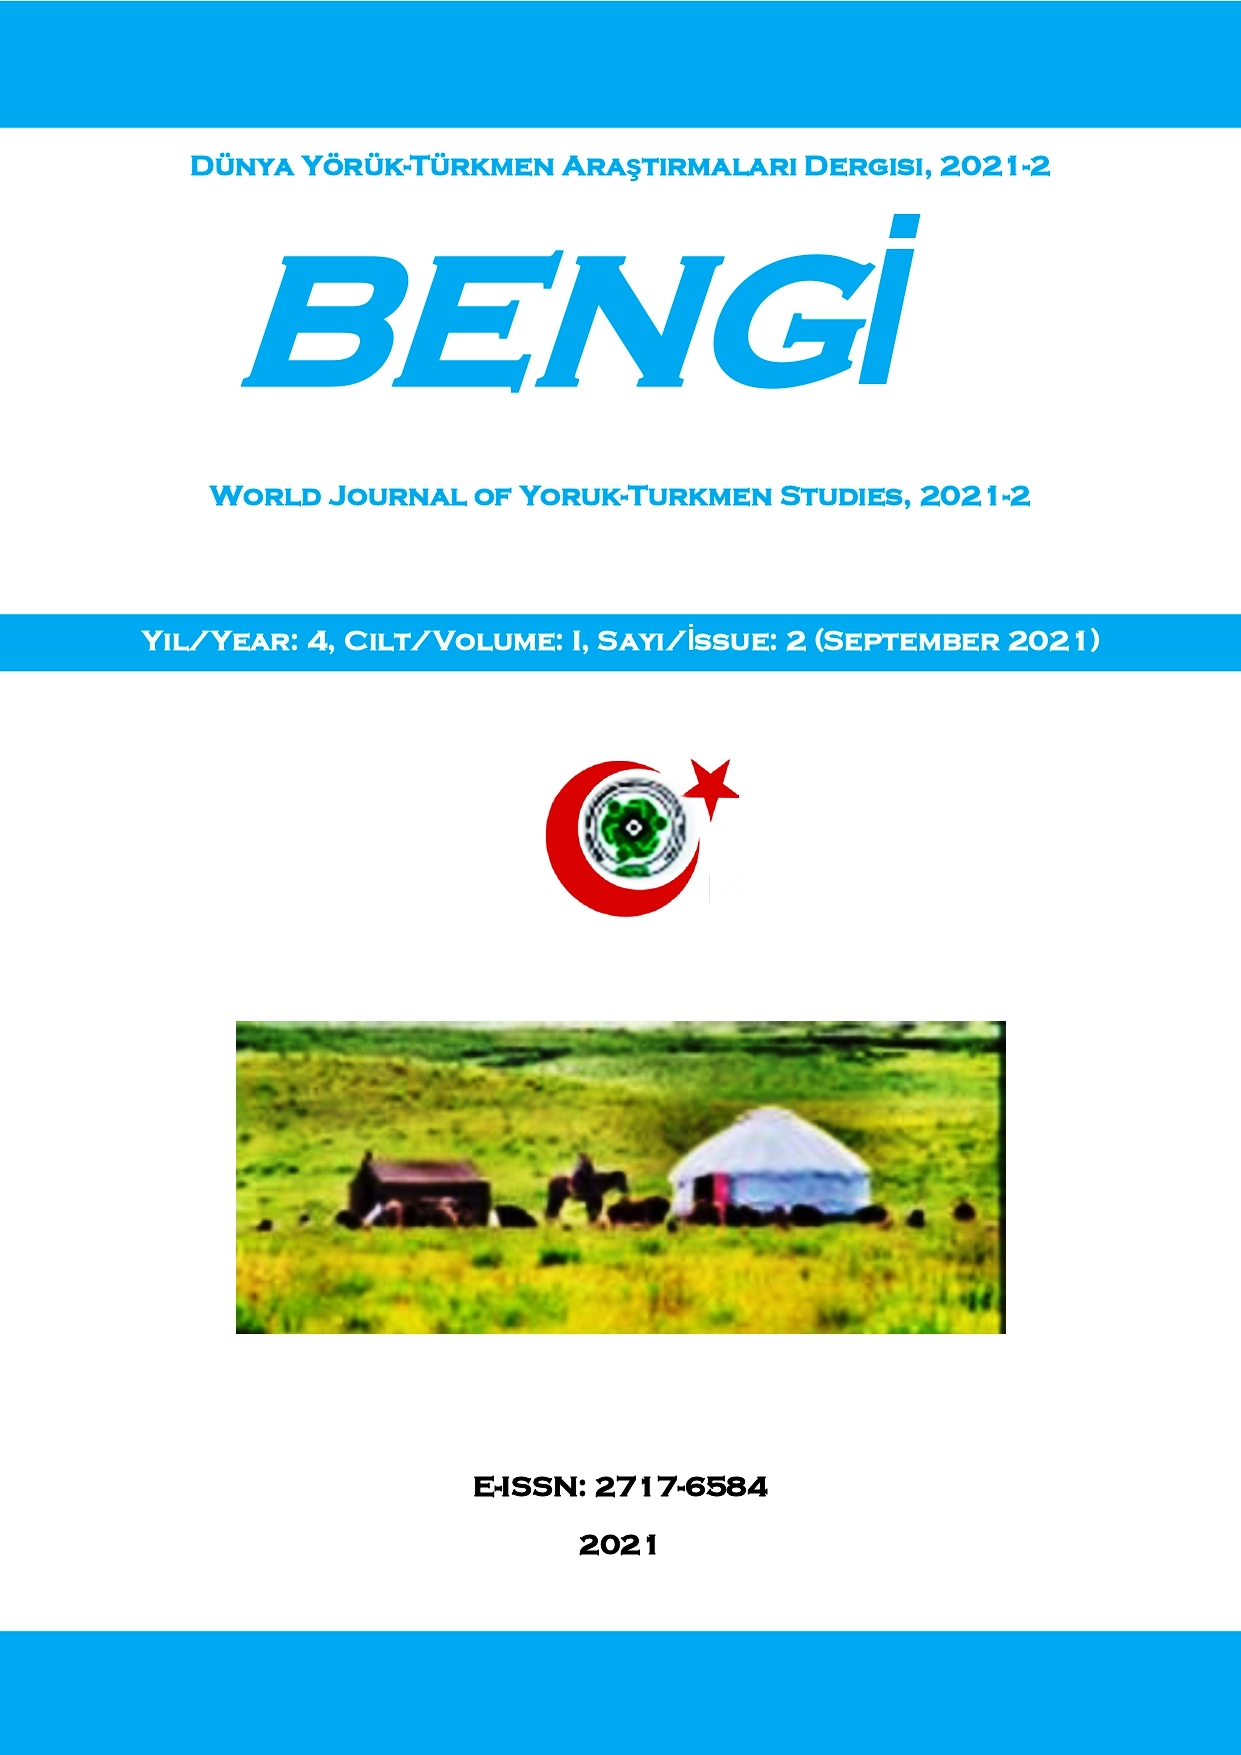 Dünya Yörük-Türkmen Araştırmaları Dergisi, 2021-2
BENGİ
World Journal of Yoruk-Turkmen Studies, 2021-2
Yıl/Year: 4, Cilt/Volume: I, Sayı/İssue: 2 (September 2021)
E-ISSN: 2717-6584
2021